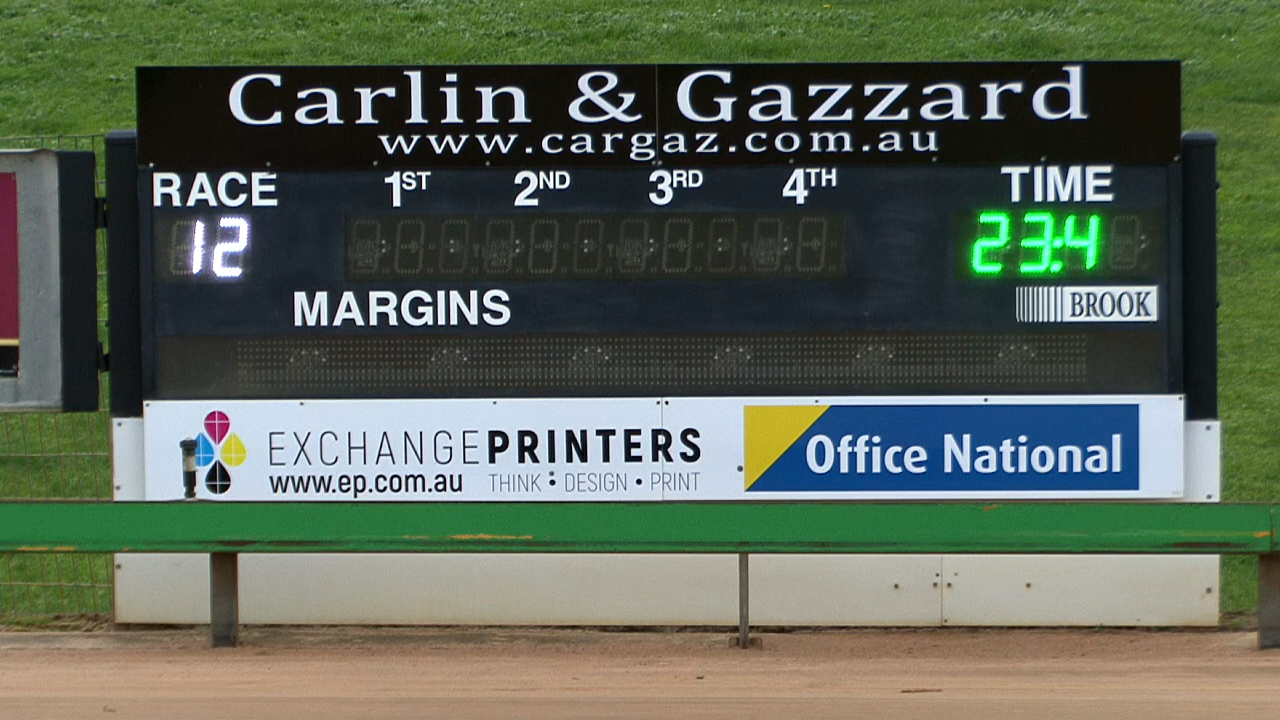 Carlin & Gazzard
www.cargaz.com.au
RACE 1ST 2ND 3RD 4TH TIME
12 23:4
MARGINS BROOK
EXCHANGEPRINTERS
www.ep.com.au THINK : DESIGN • PRINT
Office National